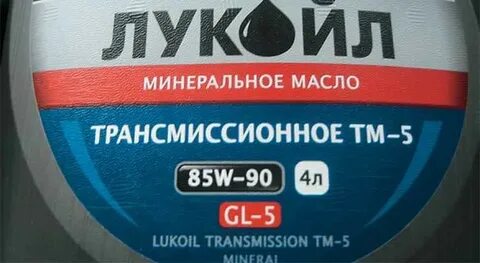 ЛУКОЙЛ
МИНЕРАЛЬНОЕ МАСЛО
ТРАНСМИССИОННОЕ ТМ-5
85W-90 4л
GL-5
LUKOIL TRANSMISSION TM-5
MINERAL